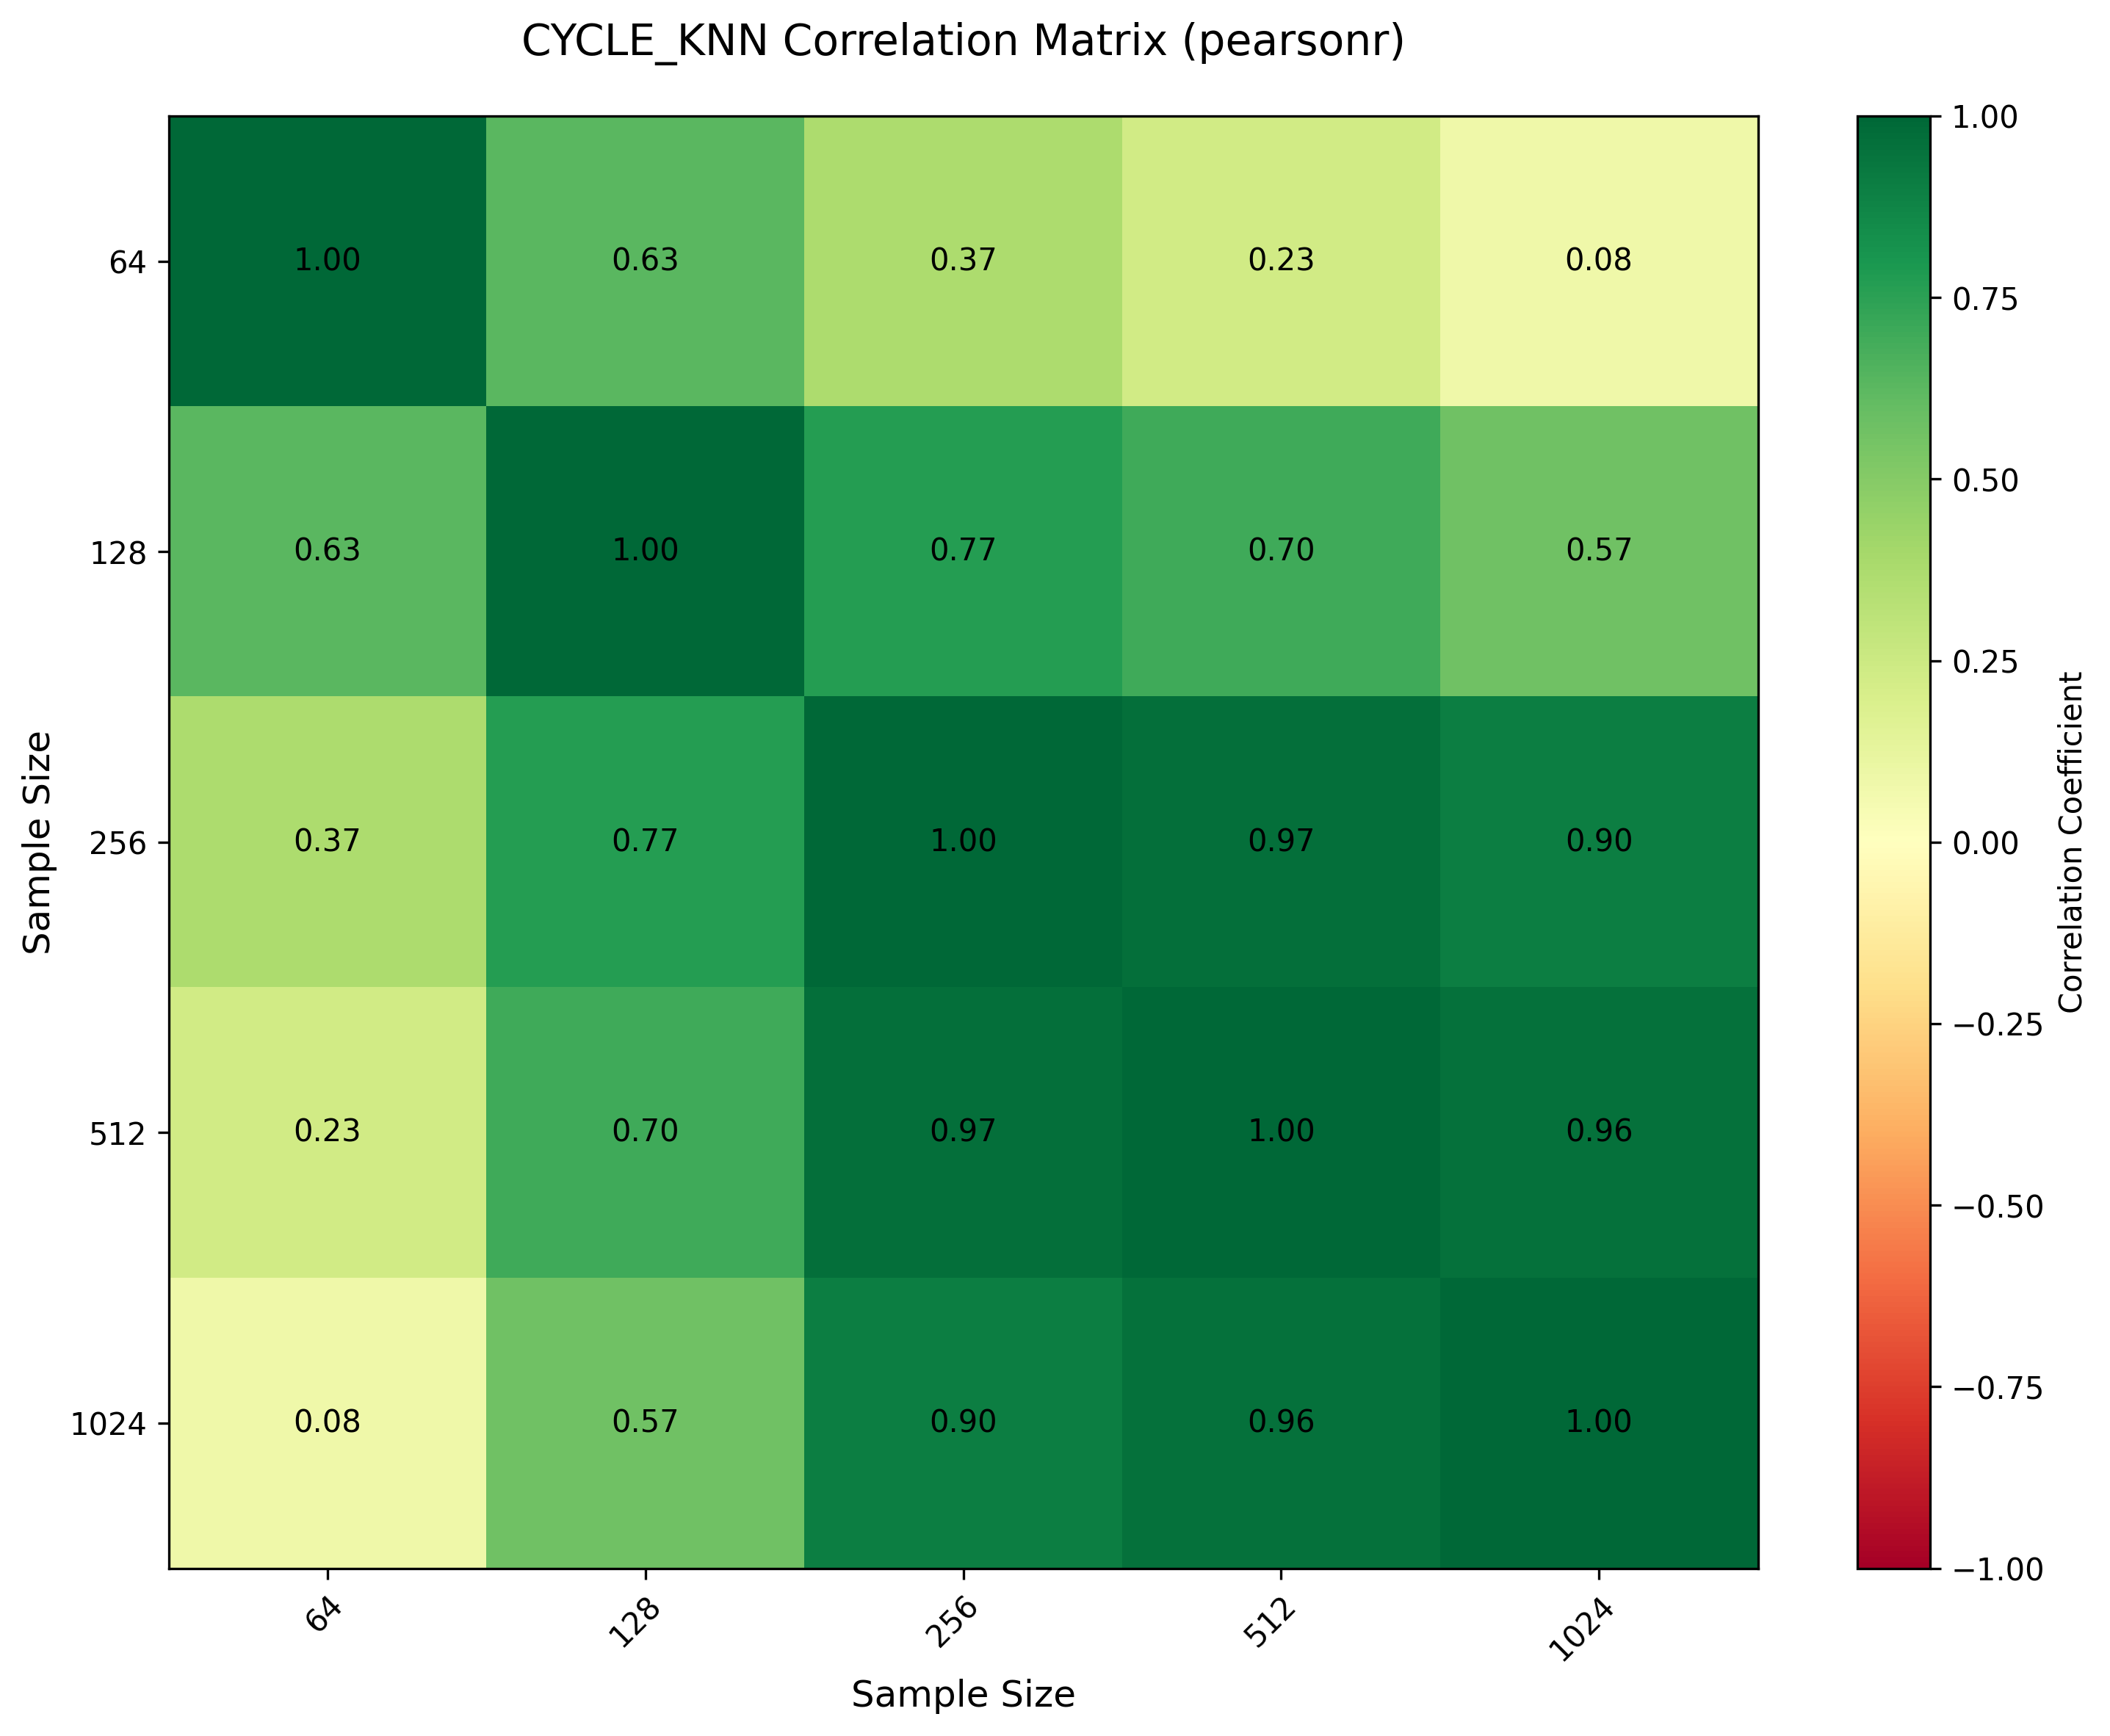 CYCLE_KNN Correlation Matrix (pearsonr)
64 1.00 0.63 0.37 0.23 0.08
128 0.63 1.00 0.77 0.70 0.57
256 0.37 0.77 1.00 0.97 0.90
512 0.23 0.70 0.97 1.00 0.96
1024 0.08 0.57 0.90 0.96 1.00
64 128 256 512 1024
Sample Size
Sample Size
1.00
0.75
0.50
0.25
0.00
−0.25
−0.50
−0.75
−1.00
Correlation Coefficient